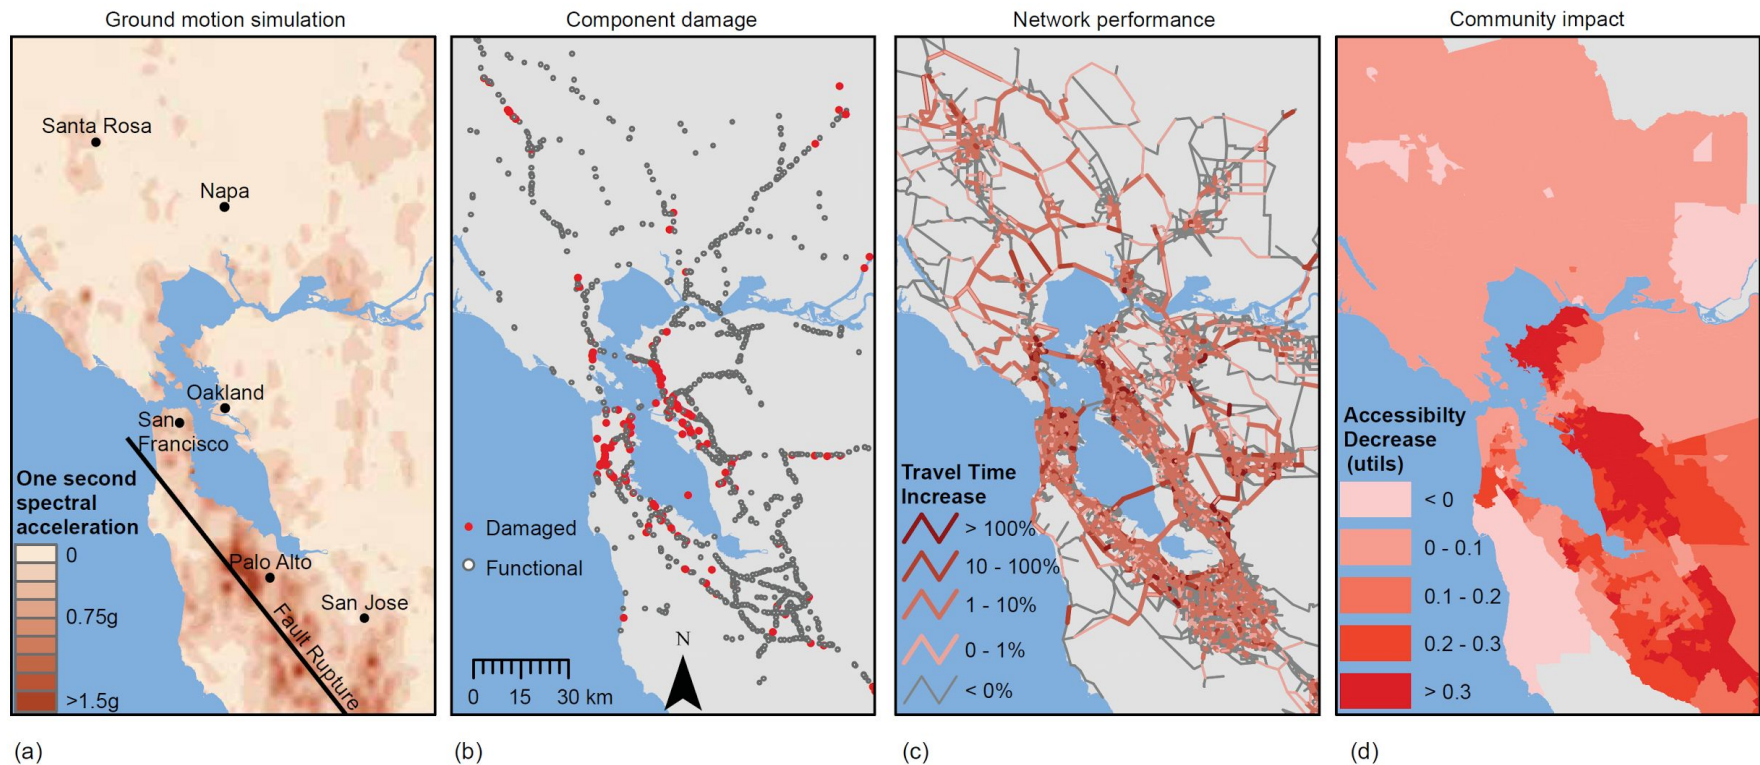 Ground motion simulation
Component damage
Network performance
Community impact
Santa Rosa
Napa
Oakland
San
Francisco
One second
spectral
acceleration
0
0.75g
>1.5g
Palo Alto
San Jose
Fault Rupture
Damaged
Functional
N
0 15 30 km
Travel Time
Increase
> 100%
10 - 100%
1 - 10%
0 - 1%
< 0%
Accessibilty
Decrease
(utils)
< 0
0 - 0.1
0.1 - 0.2
0.2 - 0.3
> 0.3
(a)
(b)
(c)
(d)